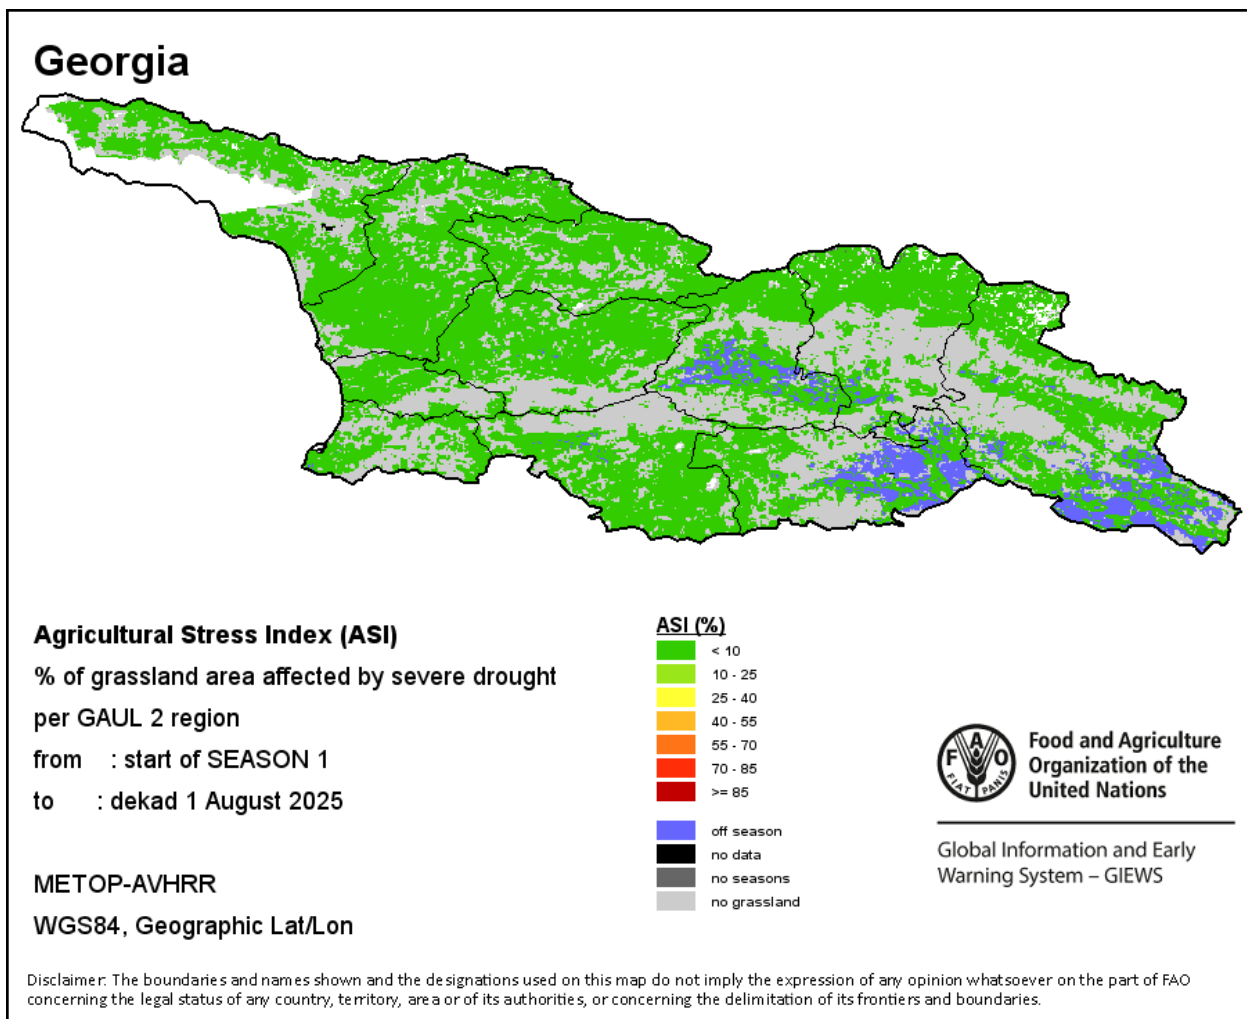 Georgia
Agricultural Stress Index (ASI)
% of grassland area affected by severe drought
per GAUL 2 region
from : start of SEASON 1
to : dekad 1 August 2025
METOP-AVHRR
WGS84, Geographic Lat/Lon
ASI (%)
< 10
10 - 25
25 - 40
40 - 55
55 - 70
70 - 85
>= 85
off season
no data
no seasons
no grassland
F A O
FIAT PANIS
Food and Agriculture
Organization of the
United Nations
Global Information and Early
Warning System – GIEWS
Disclaimer: The boundaries and names shown and the designations used on this map do not imply the expression of any opinion whatsoever on the part of FAO
concerning the legal status of any country, territory, area or of its authorities, or concerning the delimitation of its frontiers and boundaries.